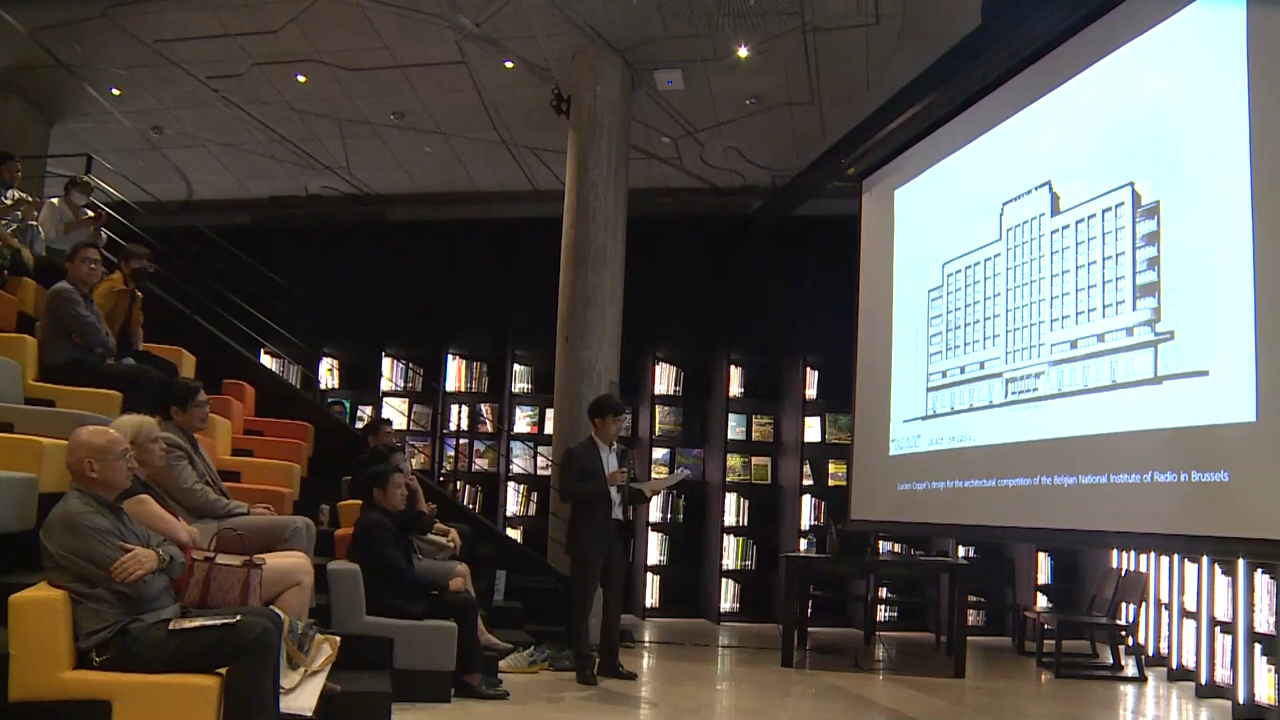 Lucien Coppé's design for the architectural competition of the Belgian National Institute of Radio in Brussels